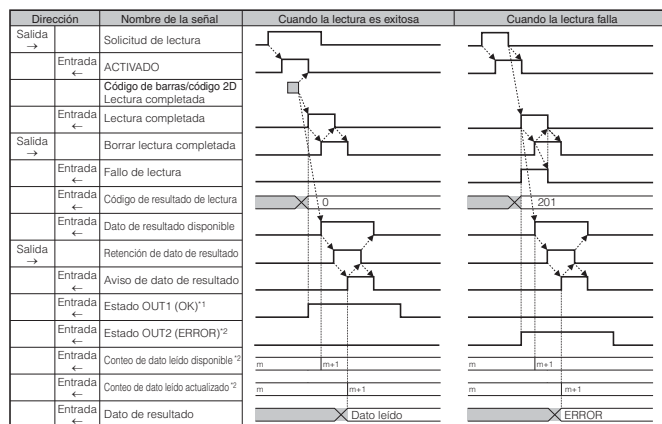 Dirección Nombre de la señal Cuando la lectura es exitosa Cuando la lectura falla
Salida → Solicitud de lectura
Entrada ← ACTIVADO
Código de barras/código 2D
Lectura completada
Entrada ← Lectura completada
Salida → Borrar lectura completada
Entrada ← Fallo de lectura
Entrada ← Código de resultado de lectura 0 201
Entrada ← Dato de resultado disponible
Salida → Retención de dato de resultado
Entrada ← Aviso de dato de resultado
Entrada ← Estado OUT1 (OK)*1
Entrada ← Estado OUT2 (ERROR)*2
Entrada ← Conteo de dato leído disponible *2 m m+1 m m+1
Entrada ← Conteo de dato leído actualizado *2 m m+1 m m+1
Entrada ← Dato de resultado Dato leído ERROR